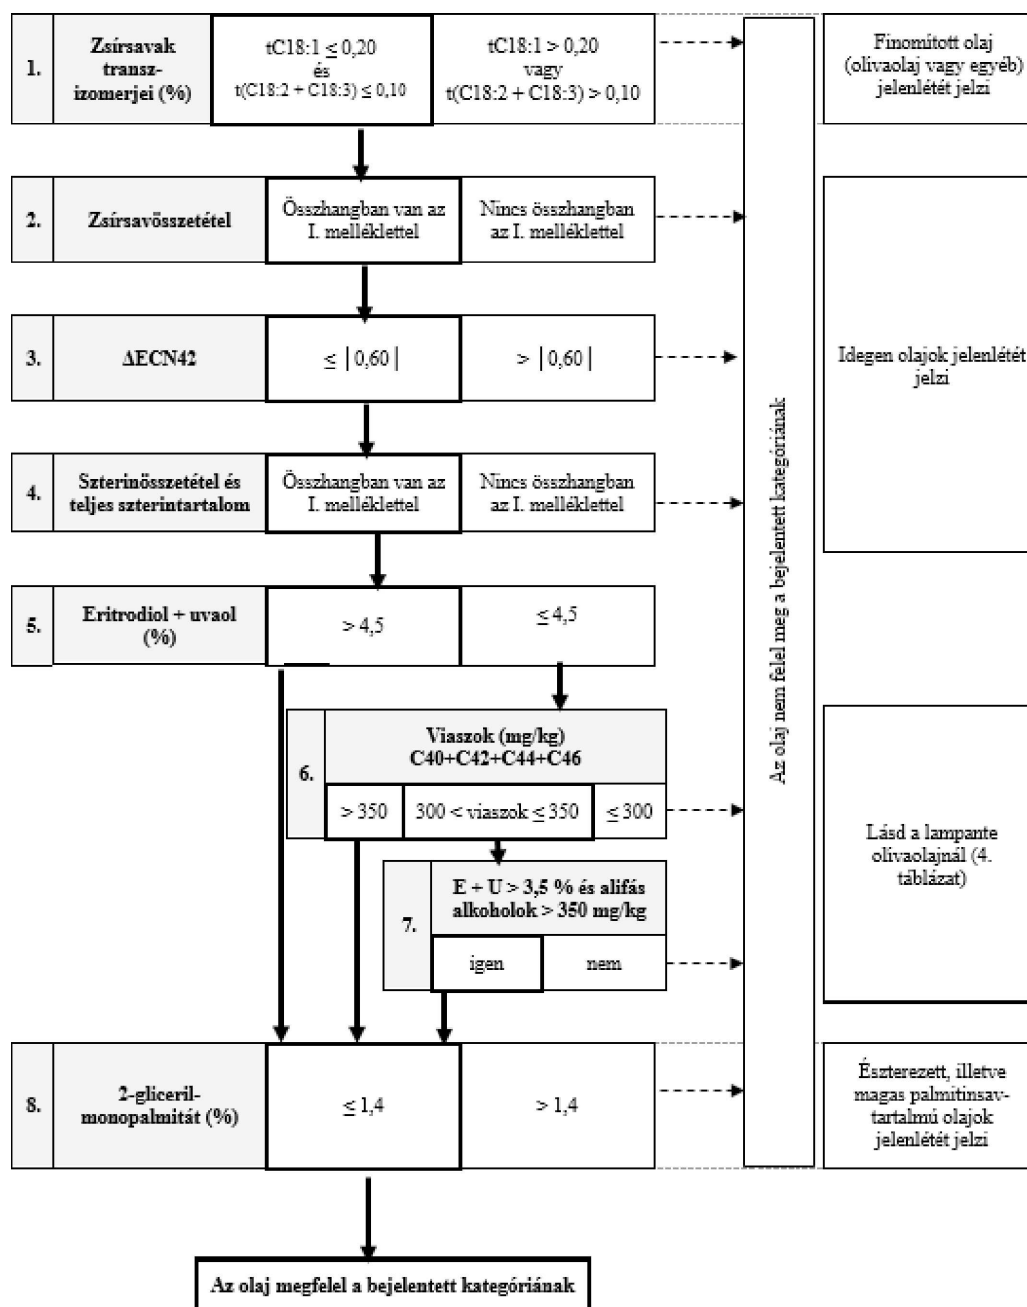 1.
Zsírsavak
transz-
izomerjei (%)
tC18:1 ≤ 0,20
és
t(C18:2 + C18:3) ≤ 0,10
tC18:1 > 0,20
vagy
t(C18:2 + C18:3) > 0,10
Finomított olaj
(olivaolaj vagy egyéb)
jelenlétét jelzi
2.
Zsírsavösszetétel
Összhangban van az
I. melléklettel
Nincs összhangban
az I. melléklettel
3.
ΔECN42
≤ |0,60|
> |0,60|
Idegen olajok jelenlétét
jelzi
4.
Szterinösszetétel és
teljes szterintartalom
Összhangban van az
I. melléklettel
Nincs összhangban
az I. melléklettel
Az olaj nem felel meg a bejelentett kategóriának
5.
Eritrodiol + uvaol
(%)
> 4,5
≤ 4,5
6.
Viaszok (mg/kg)
C40+C42+C44+C46
> 350
300 < viaszok ≤ 350
≤ 300
Lásd a lampante
olivaolajnál (4.
táblázat)
7.
E + U > 3,5 % és alifás
alkoholok > 350 mg/kg
igen
nem
8.
2-gliceril-
monopalmitát (%)
≤ 1,4
> 1,4
Észterezett, illetve
magas palmitinsav-
tartalmú olajok
jelenlétét jelzi
Az olaj megfelel a bejelentett kategóriának